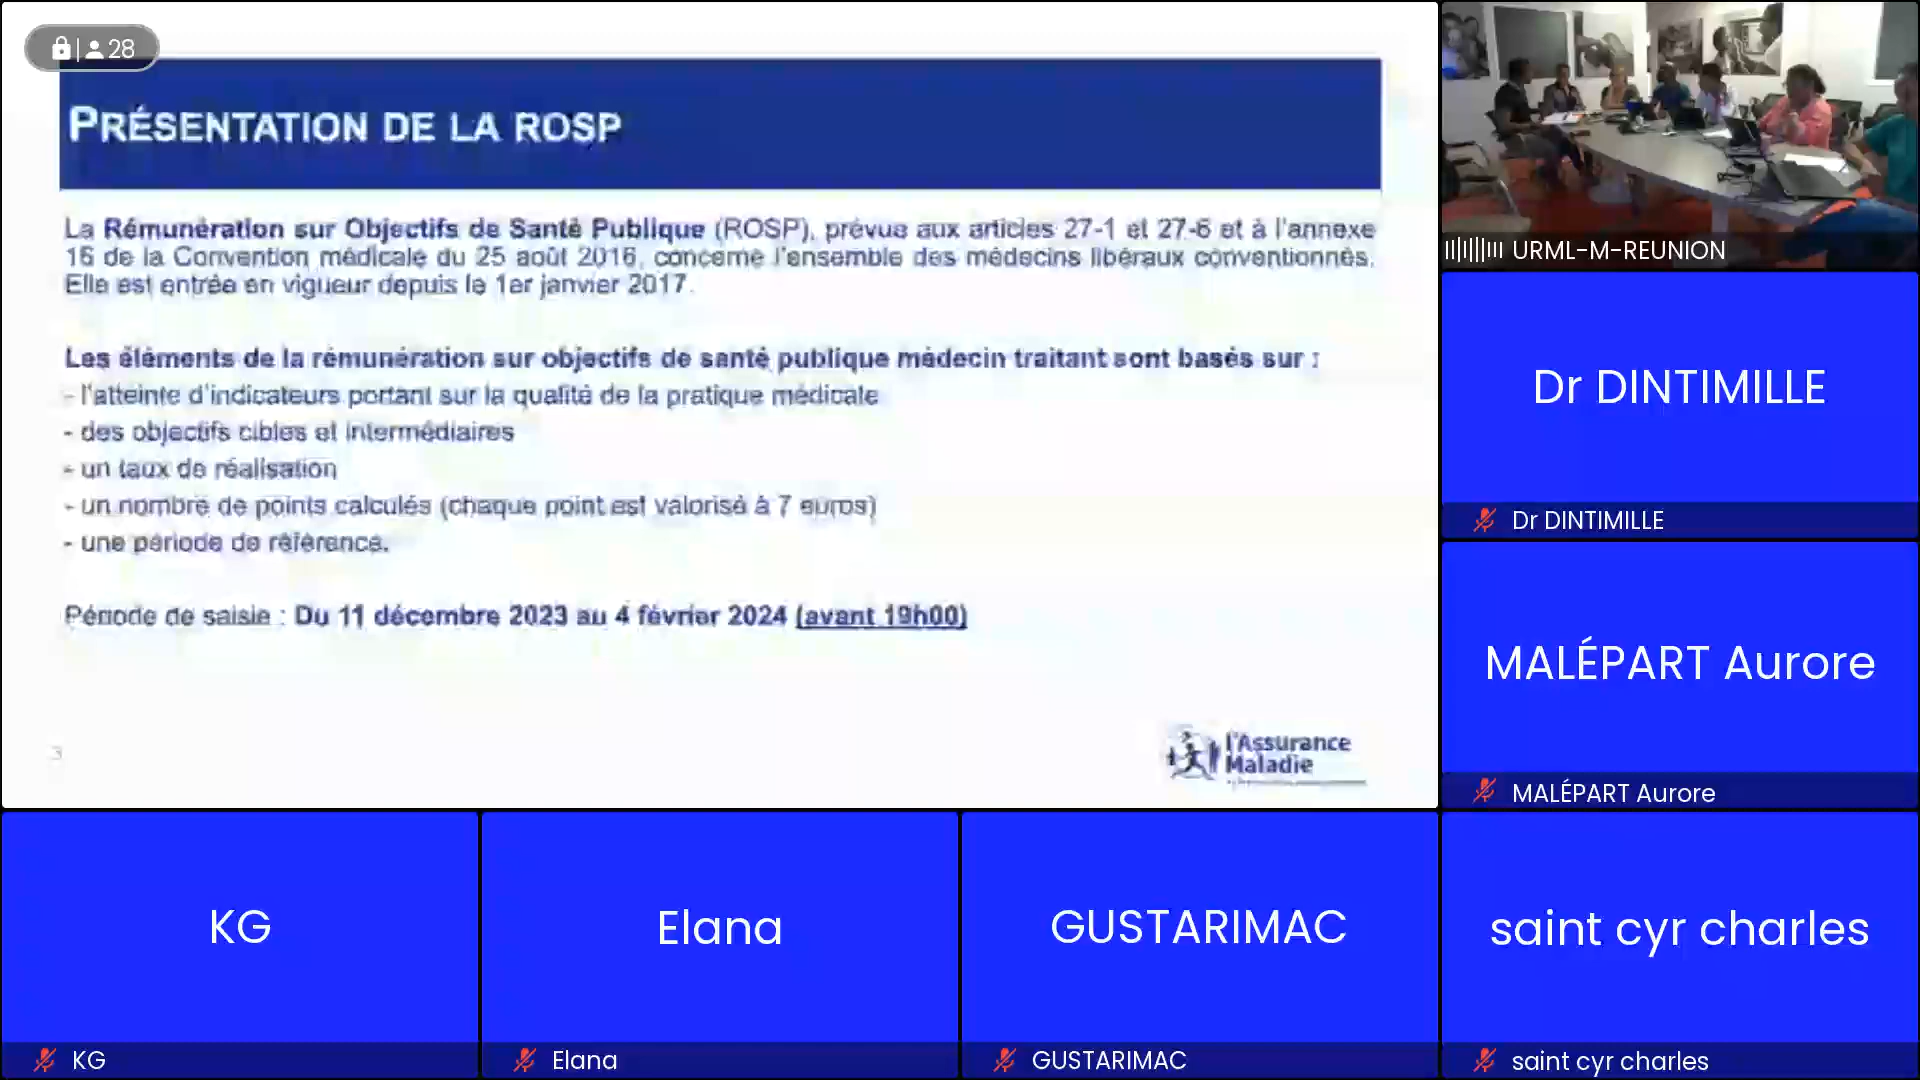 28
PRÉSENTATION DE LA ROSP
La Rémunération sur Objectifs de Santé Publique (ROSP), prévue aux articles 27-1 et 27-6 et à l'annexe
16 de la Convention médicale du 25 août 2016, concerne l'ensemble des médecins libéraux conventionnés.
Elle est entrée en vigueur depuis le 1er janvier 2017.
Les éléments de la rémunération sur objectifs de santé publique médecin traitant sont basés sur :
- l'atteinte d'indicateurs portant sur la qualité de la pratique médicale
- des objectifs cibles et intermédiaires
- un taux de réalisation
- un nombre de points calculés (chaque point est valorisé à 7 euros)
- une période de référence.
Période de saisie : Du 11 décembre 2023 au 4 février 2024 (avant 19h00)
3
l'Assurance
Maladie
URML-M-REUNION
Dr DINTIMILLE
Dr DINTIMILLE
MALÉPART Aurore
MALÉPART Aurore
KG
KG
Elana
Elana
GUSTARIMAC
GUSTARIMAC
saint cyr charles
saint cyr charles